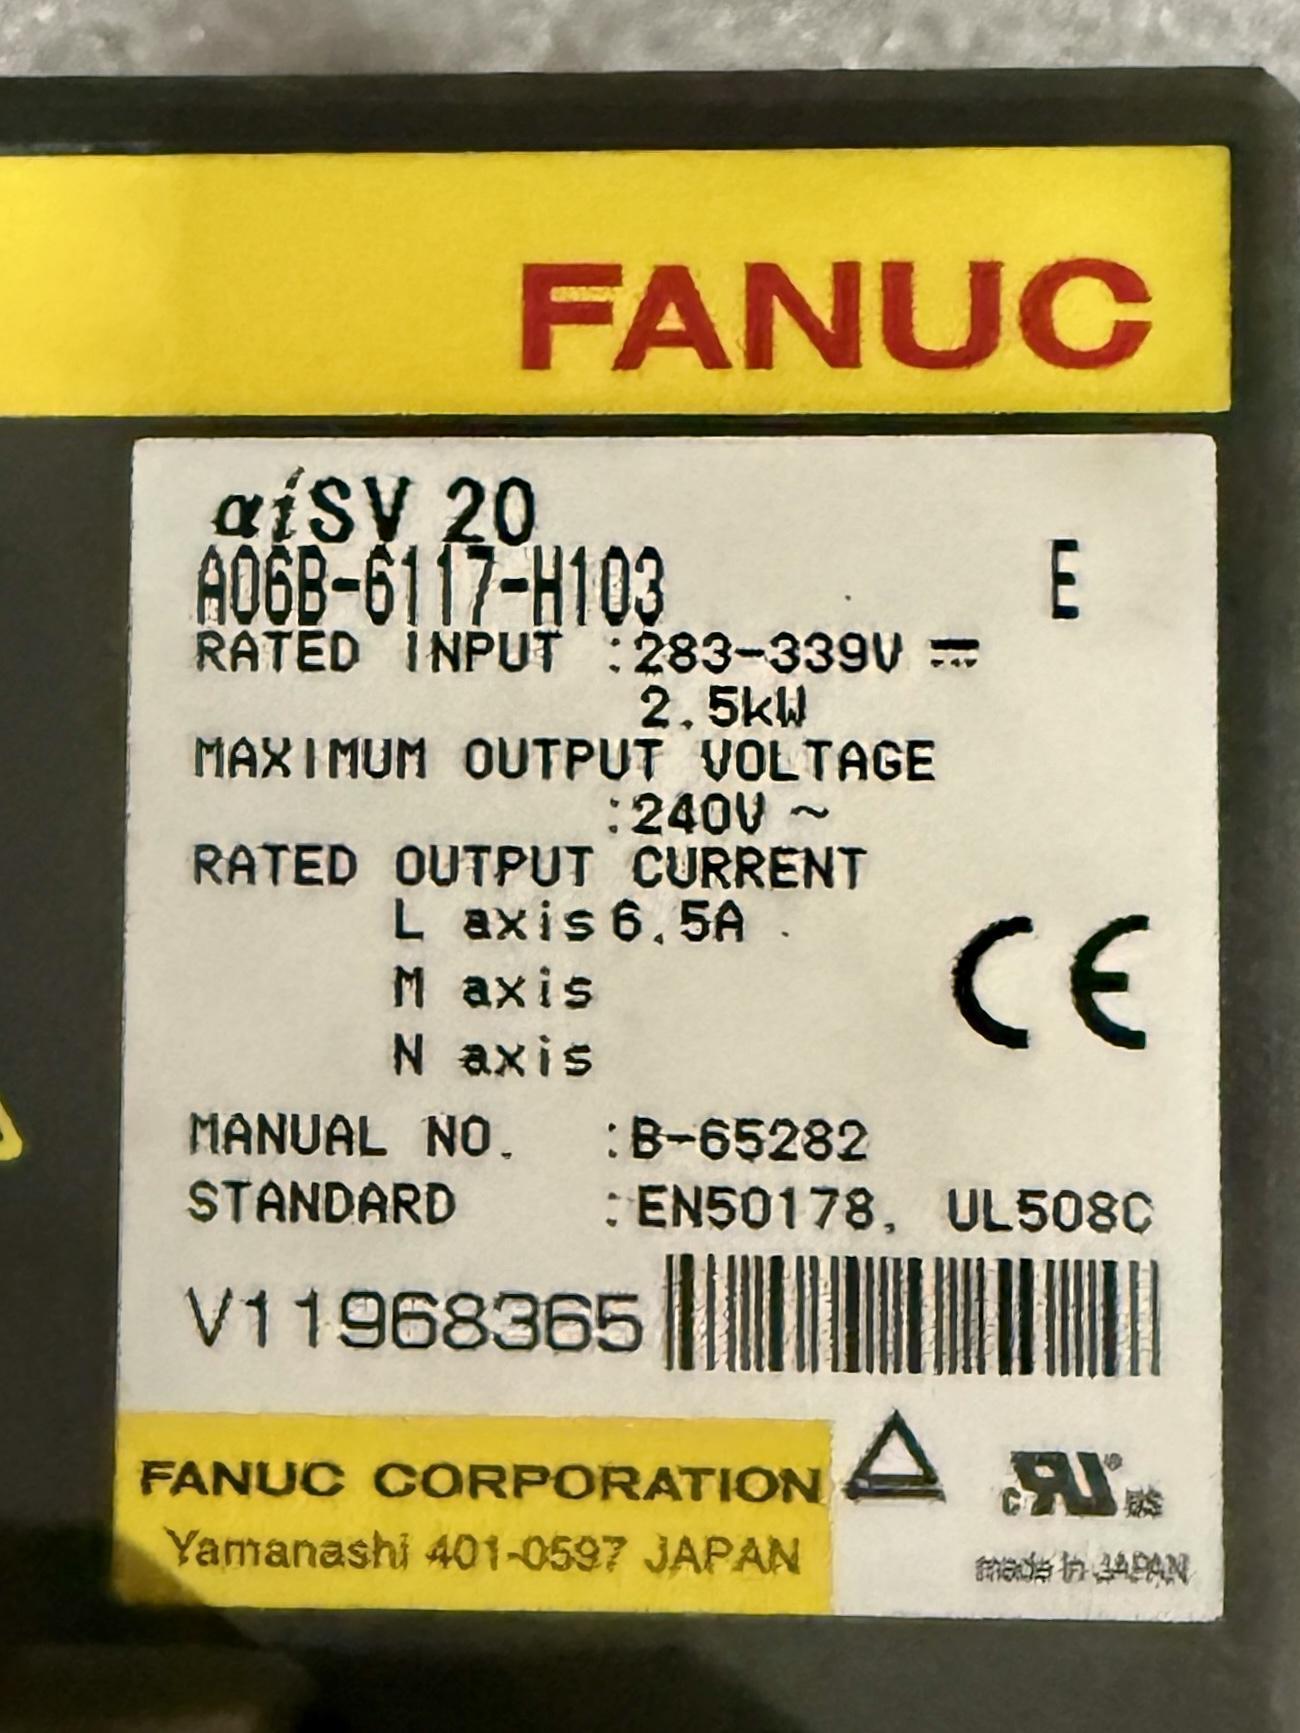 FANUC
αiSV 20
A06B-6117-H103 E
RATED INPUT :283-339V ⎓
2.5kW
MAXIMUM OUTPUT VOLTAGE
:240V ~
RATED OUTPUT CURRENT
L axis 6.5A
M axis
N axis
CE
MANUAL NO. :B-65282
STANDARD :EN50178, UL508C
V11968365
FANUC CORPORATION
Yamanashi 401-0597 JAPAN
c RU US
made in JAPAN